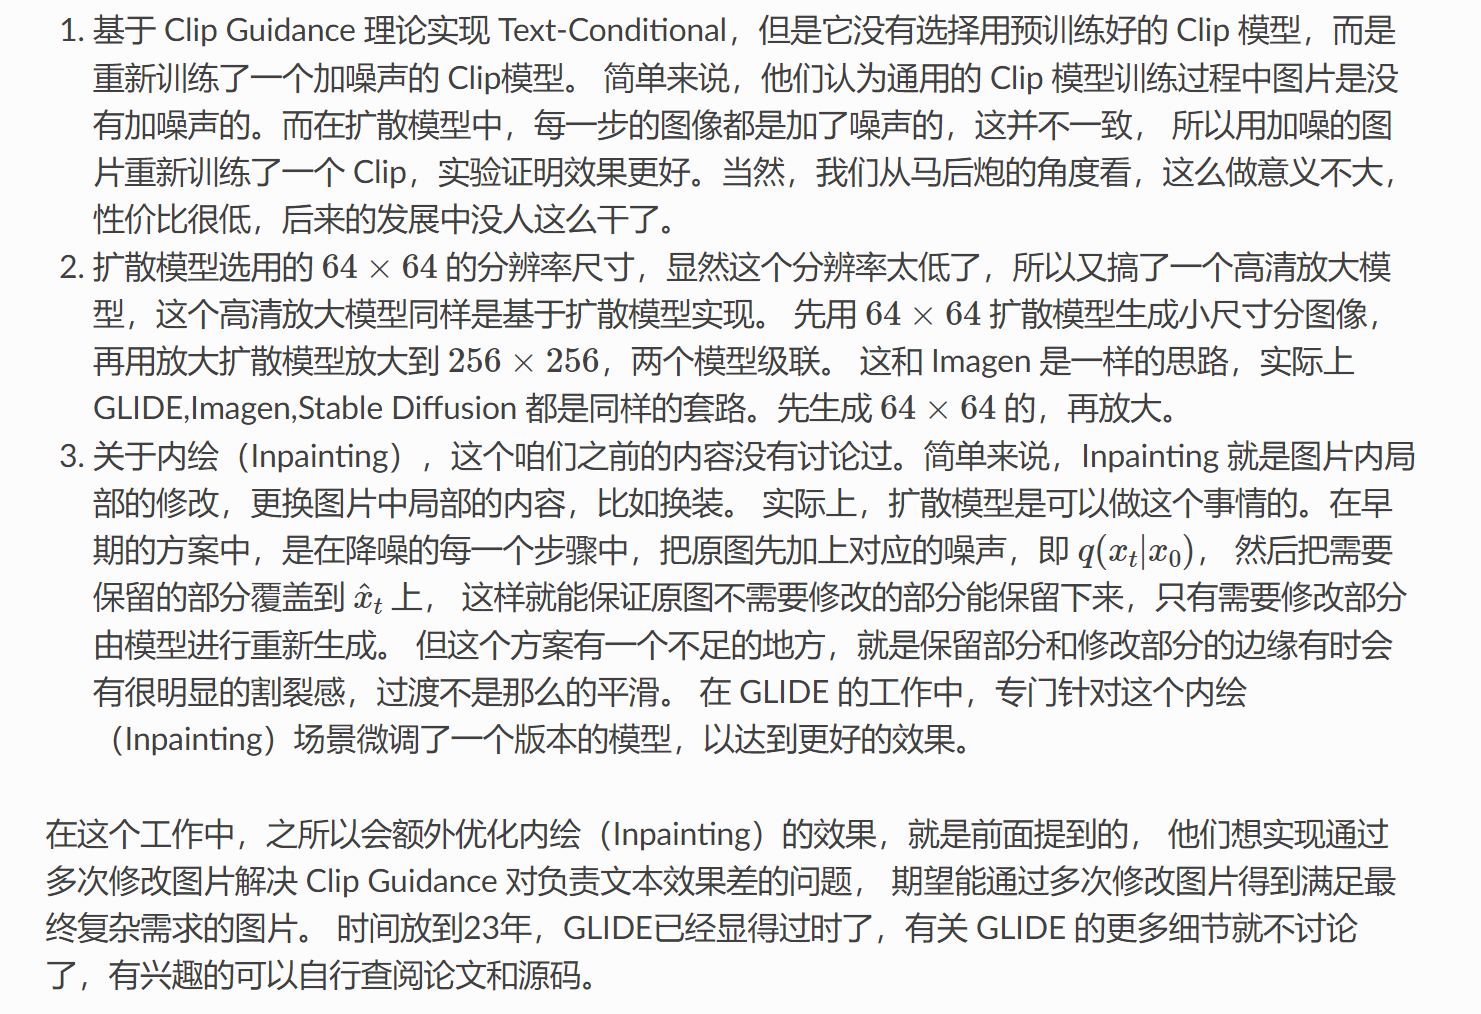 1. 基于 Clip Guidance 理论实现 Text-Conditional，但是它没有选择用预训练好的 Clip 模型，而是
重新训练了一个加噪声的 Clip模型。 简单来说，他们认为通用的 Clip 模型训练过程中图片是没
有加噪声的。而在扩散模型中，每一步的图像都是加了噪声的，这并不一致， 所以用加噪的图
片重新训练了一个 Clip，实验证明效果更好。当然，我们从马后炮的角度看，这么做意义不大，
性价比很低，后来的发展中没人这么干了。
2. 扩散模型选用的 64 × 64 的分辨率尺寸，显然这个分辨率太低了，所以又搞了一个高清放大模
型，这个高清放大模型同样是基于扩散模型实现。 先用 64 × 64 扩散模型生成小尺寸分图像，
再用放大扩散模型放大到 256 × 256，两个模型级联。 这和 Imagen 是一样的思路，实际上
GLIDE,Imagen,Stable Diffusion 都是同样的套路。先生成 64 × 64 的，再放大。
3. 关于内绘（Inpainting），这个咱们之前的内容没有讨论过。简单来说，Inpainting 就是图片内局
部的修改，更换图片中局部的内容，比如换装。 实际上，扩散模型是可以做这个事情的。在早
期的方案中，是在降噪的每一个步骤中，把原图先加上对应的噪声，即 q(x_t|x_0)， 然后把需要
保留的部分覆盖到 x̂_t 上， 这样就能保证原图不需要修改的部分能保留下来，只有需要修改部分
由模型进行重新生成。 但这个方案有一个不足的地方，就是保留部分和修改部分的边缘有时会
有很明显的割裂感，过渡不是那么的平滑。 在 GLIDE 的工作中，专门针对这个内绘
（Inpainting）场景微调了一个版本的模型，以达到更好的效果。
在这个工作中，之所以会额外优化内绘（Inpainting）的效果，就是前面提到的， 他们想实现通过
多次修改图片解决 Clip Guidance 对负责文本效果差的问题， 期望能通过多次修改图片得到满足最
终复杂需求的图片。 时间放到23年，GLIDE已经显得过时了，有关 GLIDE 的更多细节就不讨论
了，有兴趣的可以自行查阅论文和源码。